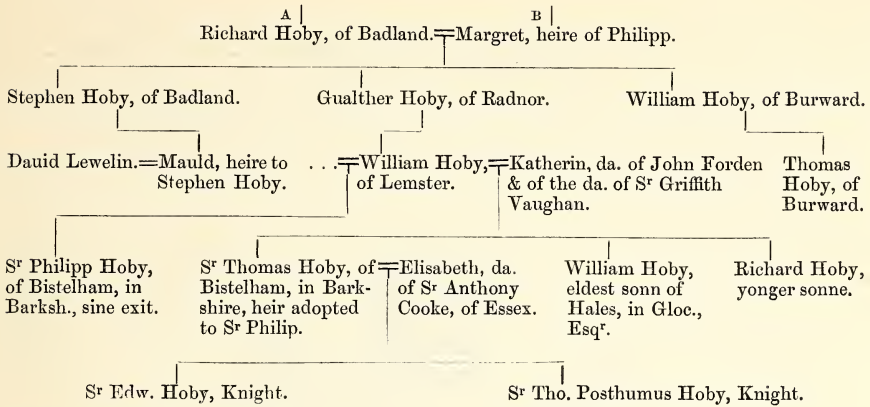 A B
Richard Hoby, of Badland.=Margret, heire of Philipp.
Stephen Hoby, of Badland. Gualther Hoby, of Radnor. William Hoby, of Burward.
Dauid Lewelin.=Mauld, heire to
Stephen Hoby.
. . .=William Hoby,=
of Lemster.
Katherin, da. of John Forden
& of the da. of Sʳ Griffith
Vaughan.
Thomas
Hoby, of
Burward.
Sʳ Philipp Hoby,
of Bistelham, in
Barksh., sine exit.
Sʳ Thomas Hoby, of=
Bistelham, in Bark-
shire, heir adopted
to Sʳ Philip.
Elisabeth, da.
of Sʳ Anthony
Cooke, of Essex.
William Hoby,
eldest sonn of
Hales, in Gloc.,
Esqʳ.
Richard Hoby,
yonger sonne.
Sʳ Edw. Hoby, Knight. Sʳ Tho. Posthumus Hoby, Knight.